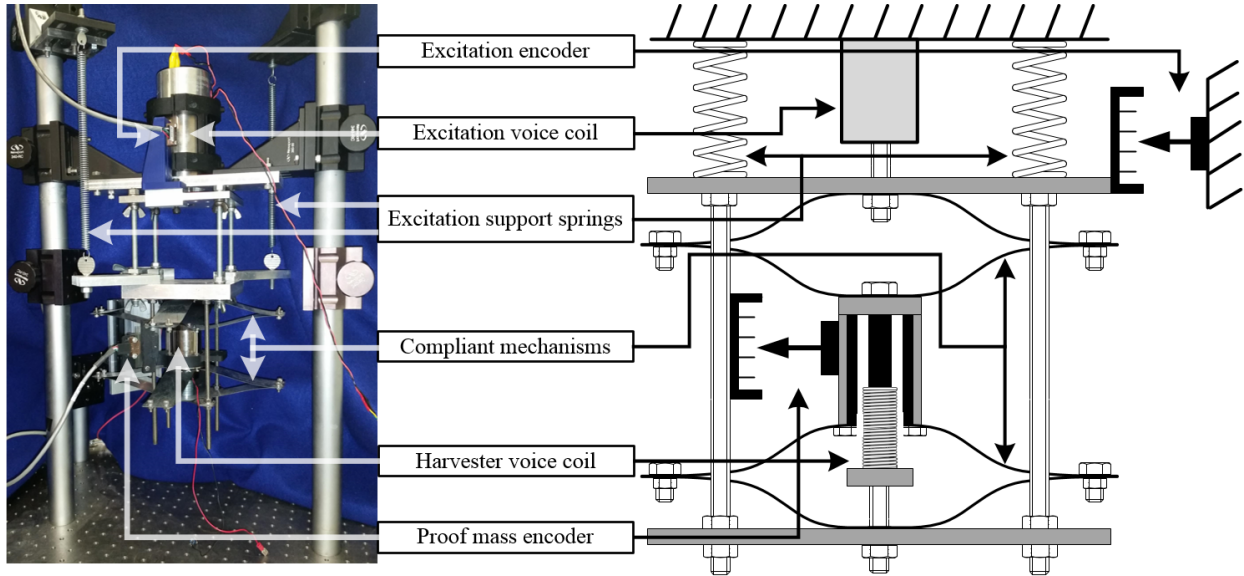 Excitation encoder
Excitation voice coil
Excitation support springs
Compliant mechanisms
Harvester voice coil
Proof mass encoder